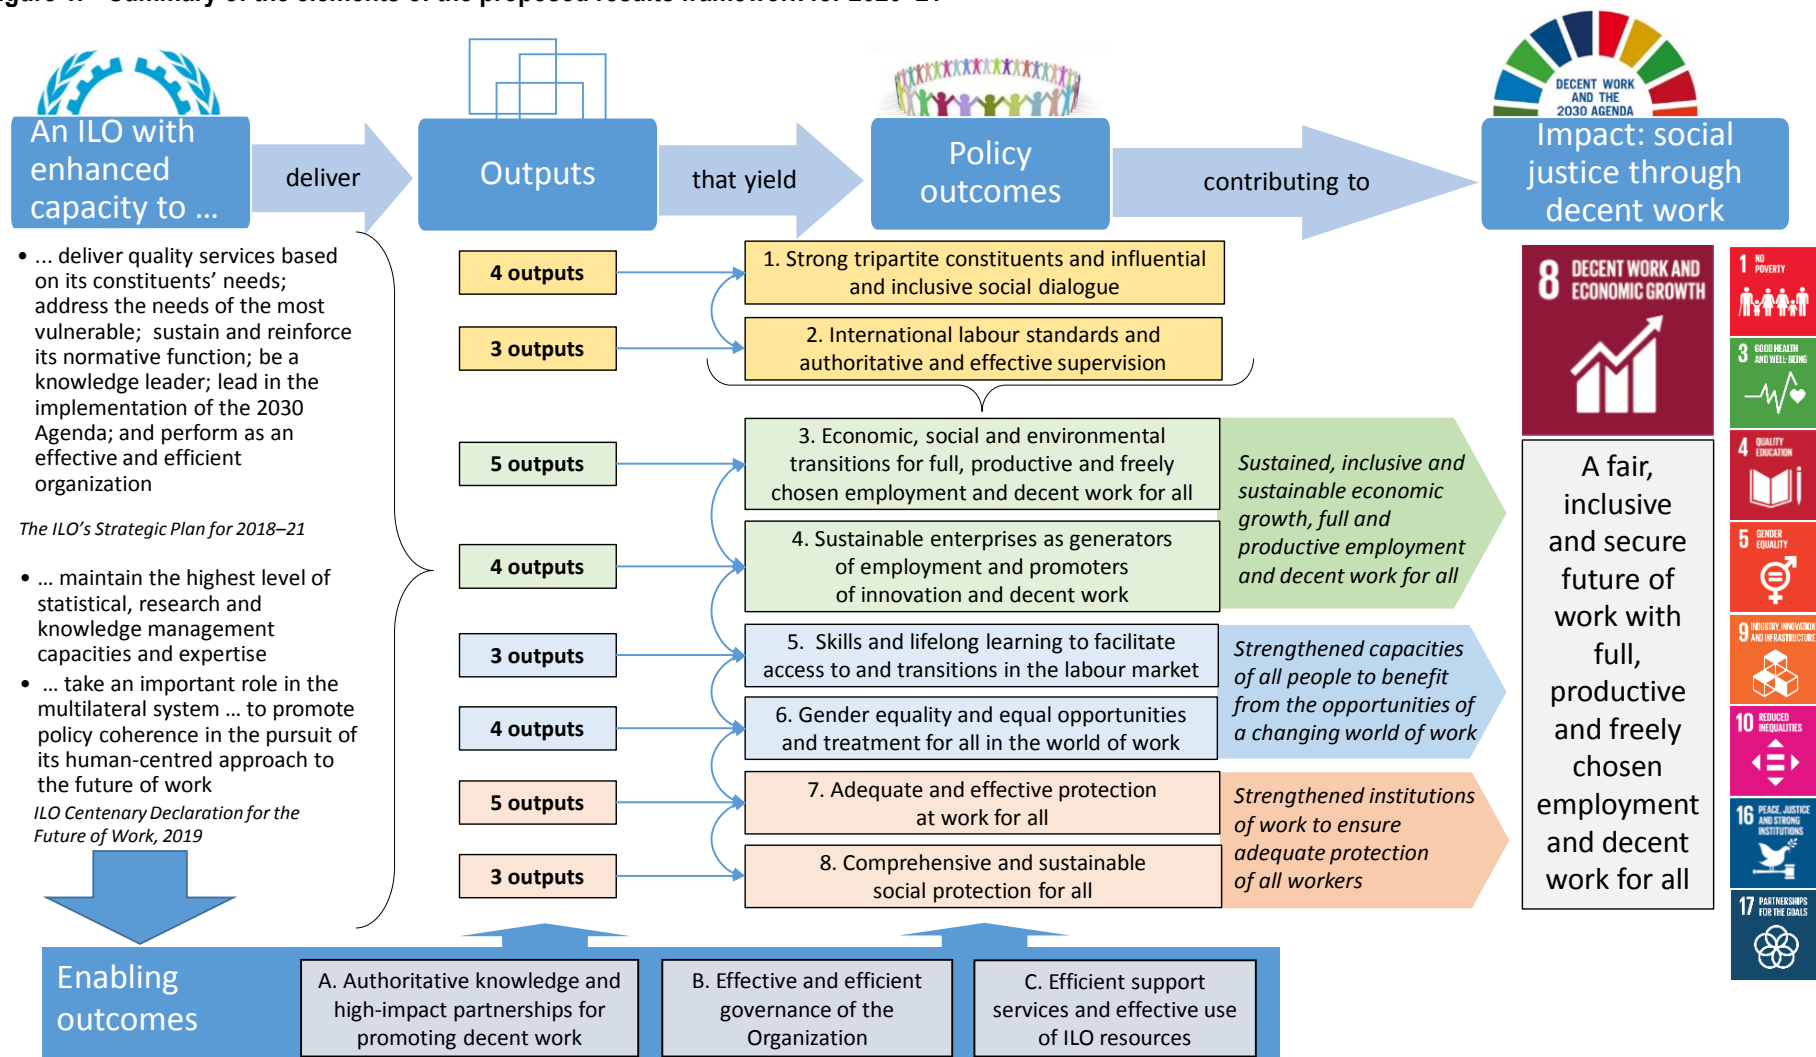 Figure 1. Summary of the elements of the proposed results framework for 2020–21
DECENT WORK
AND THE
2030 AGENDA
An ILO with
enhanced
capacity to ...
deliver
Outputs
that yield
Policy
outcomes
contributing to
Impact: social
justice through
decent work
• ... deliver quality services based
on its constituents’ needs;
address the needs of the most
vulnerable; sustain and reinforce
its normative function; be a
knowledge leader; lead in the
implementation of the 2030
Agenda; and perform as an
effective and efficient
organization
The ILO’s Strategic Plan for 2018–21
• ... maintain the highest level of
statistical, research and
knowledge management
capacities and expertise
• ... take an important role in the
multilateral system ... to promote
policy coherence in the pursuit of
its human-centred approach to
the future of work
ILO Centenary Declaration for the
Future of Work, 2019
4 outputs
1. Strong tripartite constituents and influential
and inclusive social dialogue
3 outputs
2. International labour standards and
authoritative and effective supervision
5 outputs
3. Economic, social and environmental
transitions for full, productive and freely
chosen employment and decent work for all
4 outputs
4. Sustainable enterprises as generators
of employment and promoters
of innovation and decent work
Sustained, inclusive and
sustainable economic
growth, full and
productive employment
and decent work for all
3 outputs
5. Skills and lifelong learning to facilitate
access to and transitions in the labour market
4 outputs
6. Gender equality and equal opportunities
and treatment for all in the world of work
Strengthened capacities
of all people to benefit
from the opportunities of
a changing world of work
5 outputs
7. Adequate and effective protection
at work for all
3 outputs
8. Comprehensive and sustainable
social protection for all
Strengthened institutions
of work to ensure
adequate protection
of all workers
8 DECENT WORK AND
ECONOMIC GROWTH
A fair,
inclusive
and secure
future of
work with
full,
productive
and freely
chosen
employment
and decent
work for all
1 NO
POVERTY
3 GOOD HEALTH
AND WELL-BEING
4 QUALITY
EDUCATION
5 GENDER
EQUALITY
9 INDUSTRY, INNOVATION
AND INFRASTRUCTURE
10 REDUCED
INEQUALITIES
16 PEACE, JUSTICE
AND STRONG
INSTITUTIONS
17 PARTNERSHIPS
FOR THE GOALS
Enabling
outcomes
A. Authoritative knowledge and
high-impact partnerships for
promoting decent work
B. Effective and efficient
governance of the
Organization
C. Efficient support
services and effective use
of ILO resources